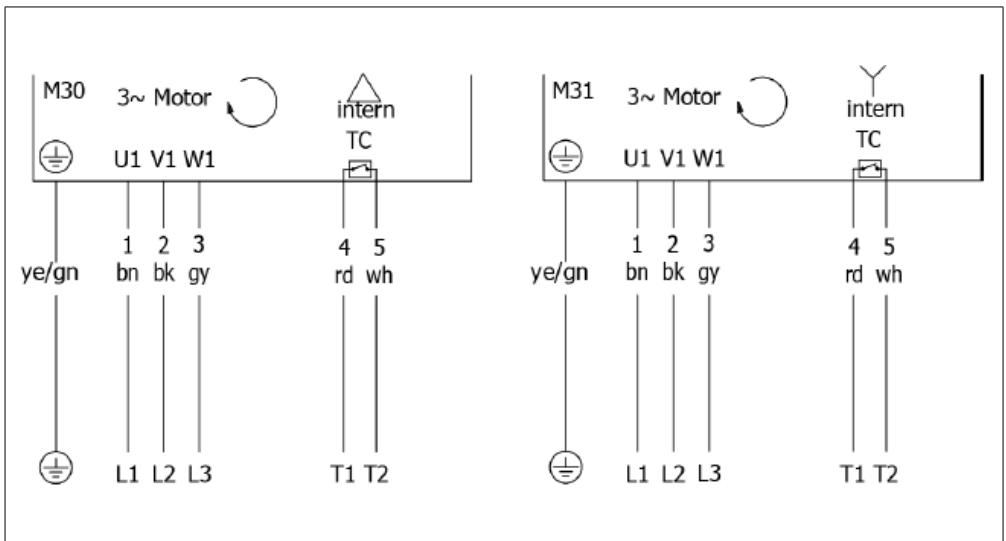 M30 3~ Motor intern
TC
U1 V1 W1
1 2 3 4 5
ye/gn bn bk gy rd wh
L1 L2 L3 T1 T2
M31 3~ Motor intern
TC
U1 V1 W1
1 2 3 4 5
ye/gn bn bk gy rd wh
L1 L2 L3 T1 T2